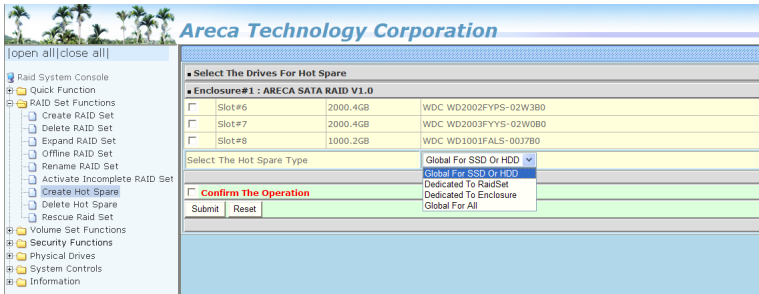 Areca Technology Corporation
|open all|close all|
Raid System Console
Quick Function
RAID Set Functions
Create RAID Set
Delete RAID Set
Expand RAID Set
Offline RAID Set
Rename RAID Set
Activate Incomplete RAID Set
Create Hot Spare
Delete Hot Spare
Rescue Raid Set
Volume Set Functions
Security Functions
Physical Drives
System Controls
Information
Select The Drives For Hot Spare
Enclosure#1 : ARECA SATA RAID V1.0
Slot#6 2000.4GB WDC WD2002FYPS-02W3B0
Slot#7 2000.4GB WDC WD2003FYYS-02W0B0
Slot#8 1000.2GB WDC WD1001FALS-00J7B0
Select The Hot Spare Type Global For SSD Or HDD
Global For SSD Or HDD
Dedicated To RaidSet
Dedicated To Enclosure
Global For All
Confirm The Operation
Submit Reset